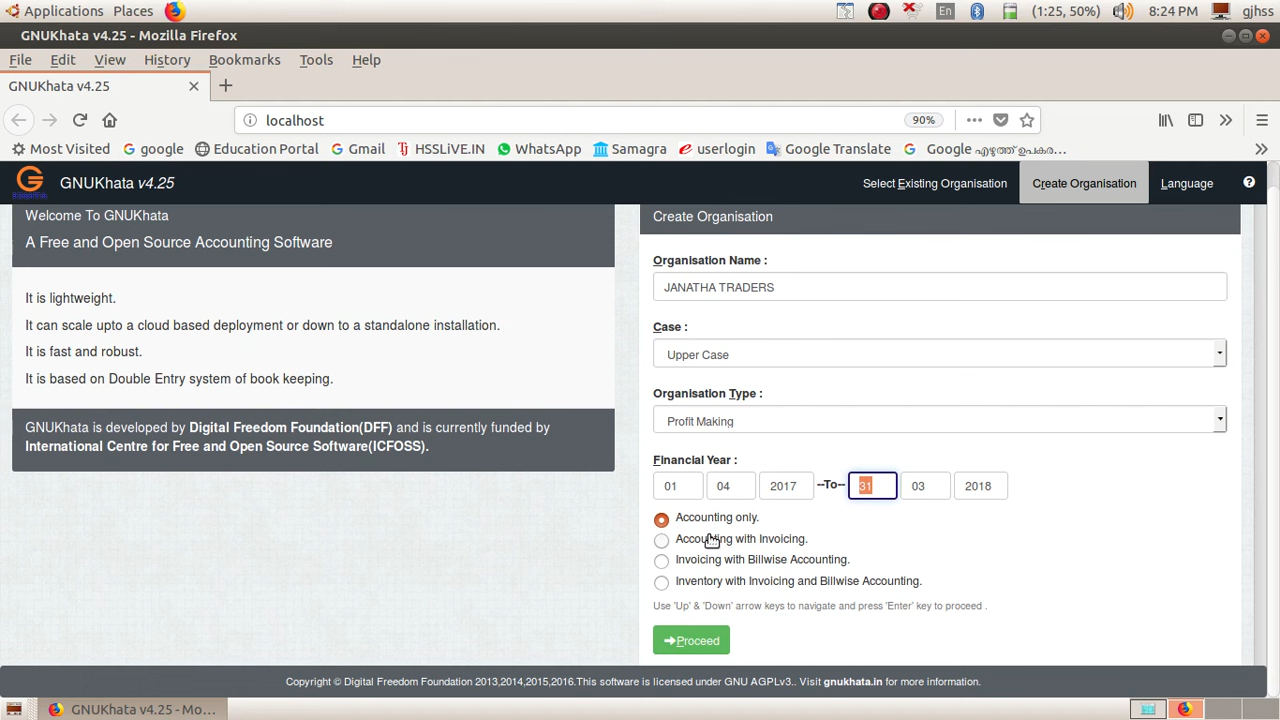 Applications Places En (1:25, 50%) 8:24 PM gjhss
GNUKhata v4.25 - Mozilla Firefox
File Edit View History Bookmarks Tools Help
GNUKhata v4.25
localhost 90%
Most Visited google Education Portal Gmail HSSLiVE.IN WhatsApp Samagra userlogin Google Translate Google എഴുത്ത് ഉപകര...
GNUKhata v4.25 Select Existing Organisation Create Organisation Language
Welcome To GNUKhata
A Free and Open Source Accounting Software
It is lightweight.
It can scale upto a cloud based deployment or down to a standalone installation.
It is fast and robust.
It is based on Double Entry system of book keeping.
GNUKhata is developed by Digital Freedom Foundation(DFF) and is currently funded by
International Centre for Free and Open Source Software(ICFOSS).
Create Organisation
Organisation Name :
JANATHA TRADERS
Case :
Upper Case
Organisation Type :
Profit Making
Financial Year :
01 04 2017 --To-- 31 03 2018
Accounting only.
Accounting with Invoicing.
Invoicing with Billwise Accounting.
Inventory with Invoicing and Billwise Accounting.
Use 'Up' & 'Down' arrow keys to navigate and press 'Enter' key to proceed .
Proceed
Copyright © Digital Freedom Foundation 2013,2014,2015,2016.This software is licensed under GNU AGPLv3.. Visit gnukhata.in for more information.
GNUKhata v4.25 - Mo...